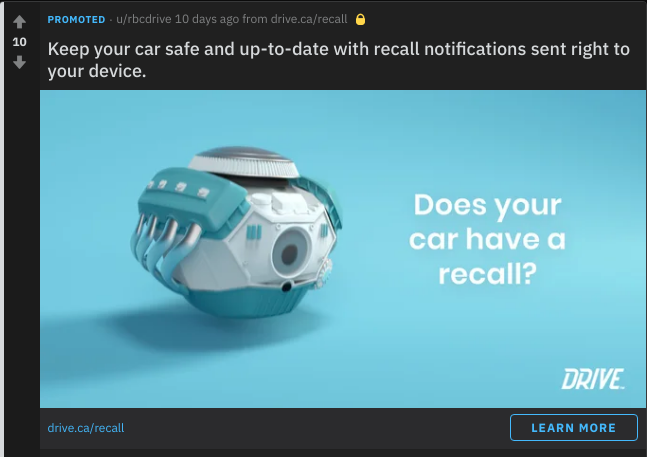 PROMOTED · u/rbcdrive 10 days ago from drive.ca/recall
10
Keep your car safe and up-to-date with recall notifications sent right to
your device.
Does your
car have a
recall?
DRIVE™
drive.ca/recall
LEARN MORE